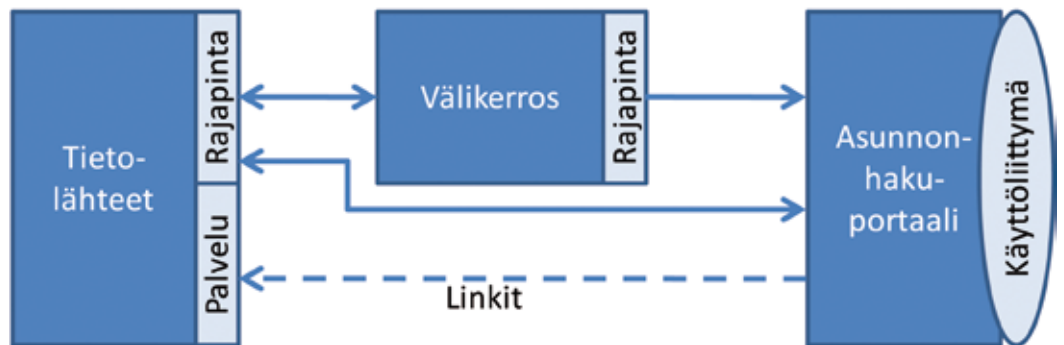 Tieto-
lähteet
Rajapinta
Palvelu
Välikerros
Rajapinta
Linkit
Asunnon-
haku-
portaali
Käyttöliittymä